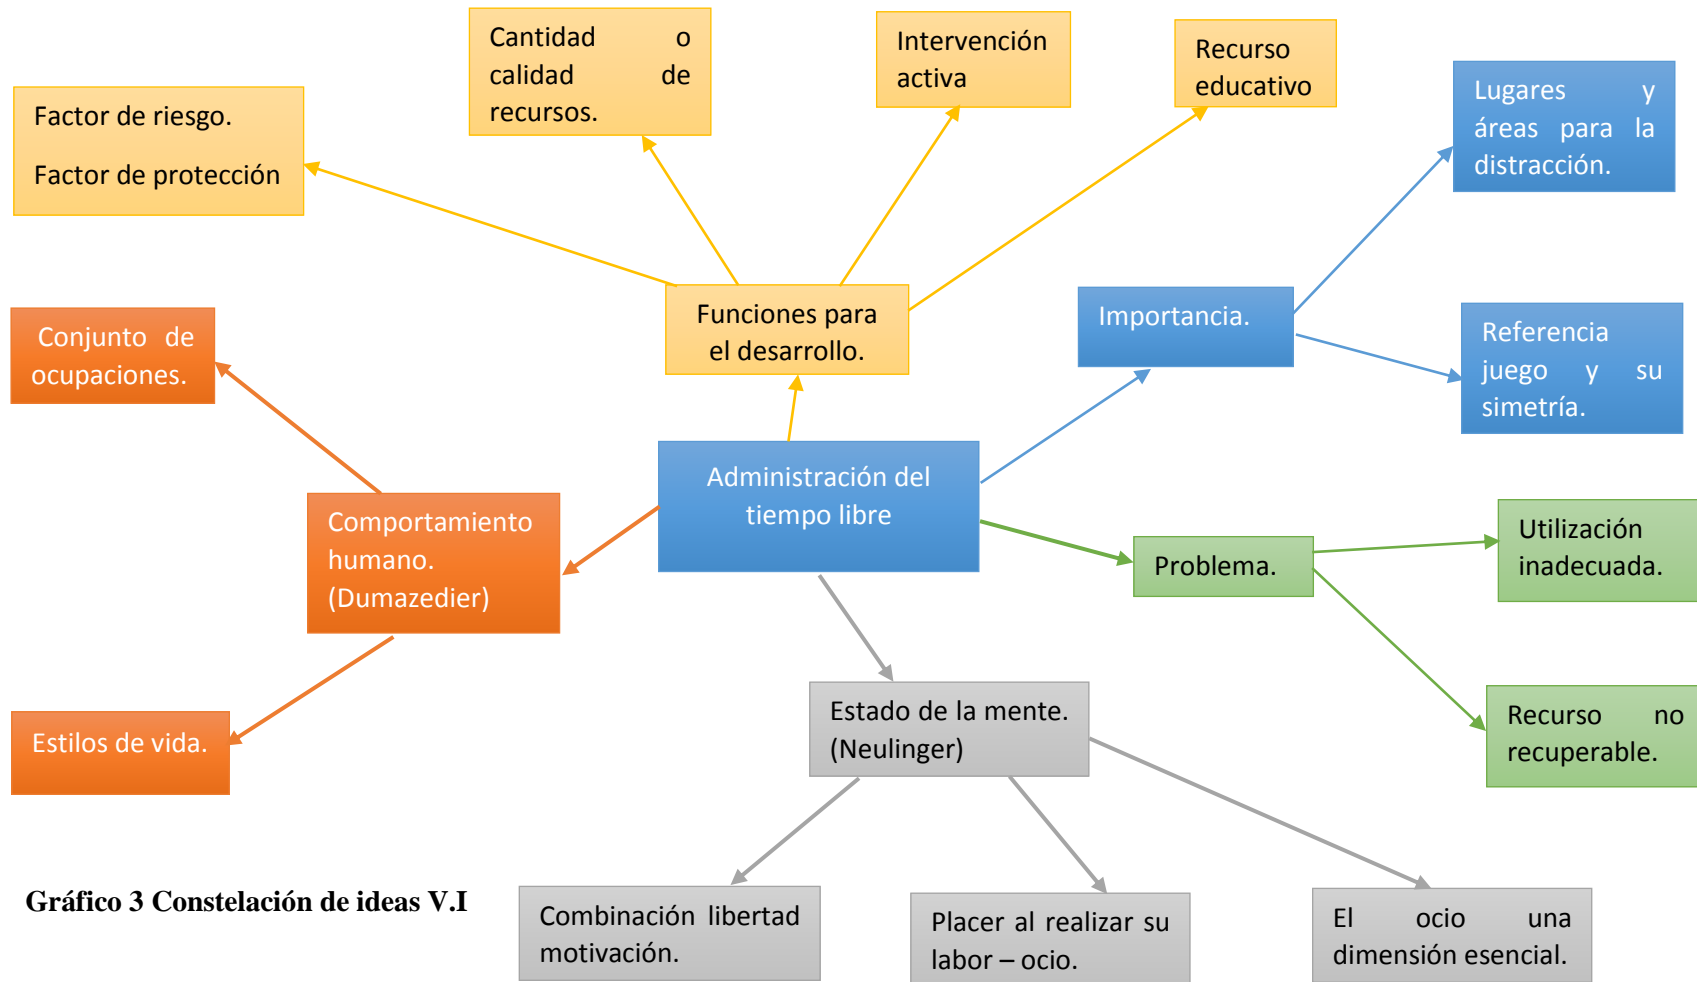 Cantidad o
calidad de
recursos.
Intervención
activa
Recurso
educativo
Lugares y
áreas para la
distracción.
Factor de riesgo.
Factor de protección
Funciones para
el desarrollo.
Importancia.
Referencia
juego y su
simetría.
Conjunto de
ocupaciones.
Administración del
tiempo libre
Comportamiento
humano.
(Dumazedier)
Problema.
Utilización
inadecuada.
Estilos de vida.
Estado de la mente.
(Neulinger)
Recurso no
recuperable.
Gráfico 3 Constelación de ideas V.I
Combinación libertad
motivación.
Placer al realizar su
labor – ocio.
El ocio una
dimensión esencial.